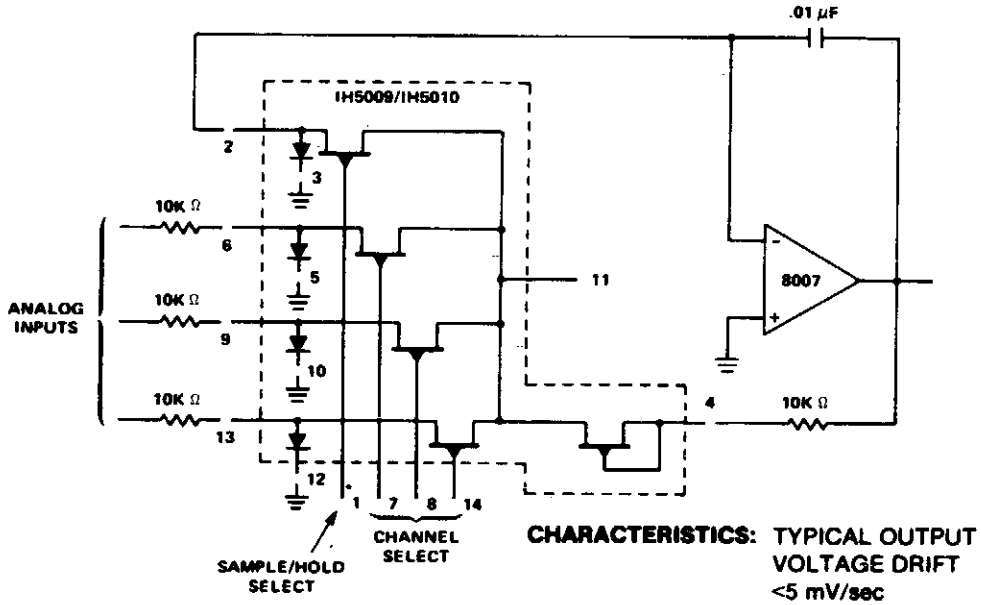 .01 µF
IH5009/IH5010
2
3
10K Ω
6
5
11
8007
-
+
ANALOG
INPUTS
10K Ω
9
10
4
10K Ω
10K Ω
13
12
1
7
8
14
CHANNEL
SELECT
SAMPLE/HOLD
SELECT
CHARACTERISTICS: TYPICAL OUTPUT
VOLTAGE DRIFT
<5 mV/sec